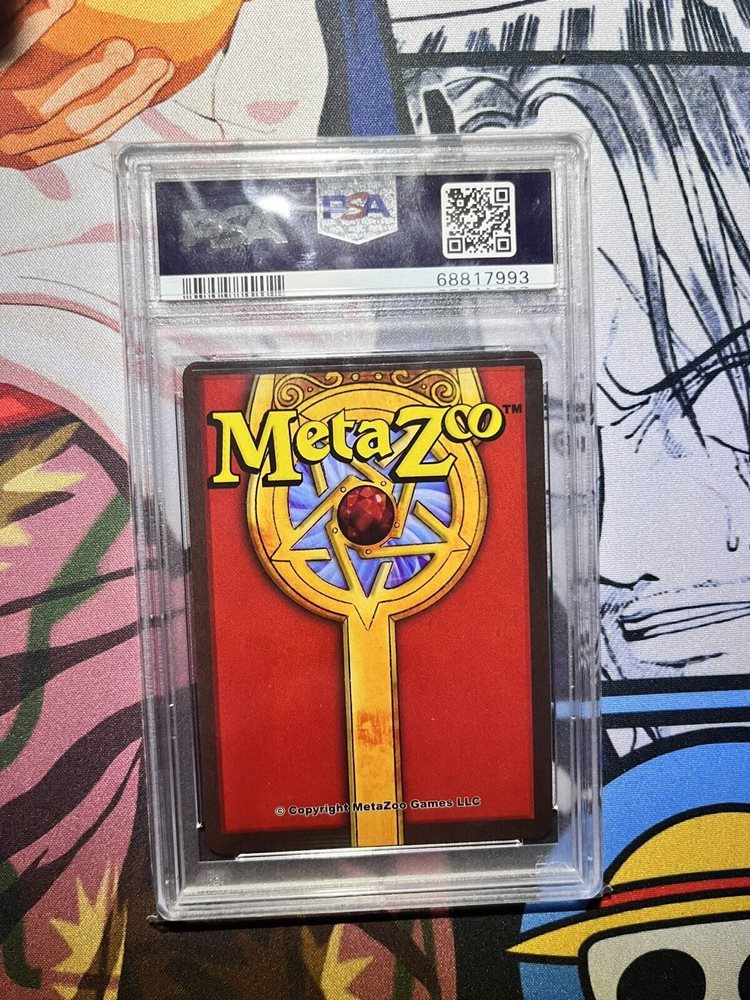 PSA PSA
68817993
MetaZoo™
© Copyright MetaZoo Games LLC